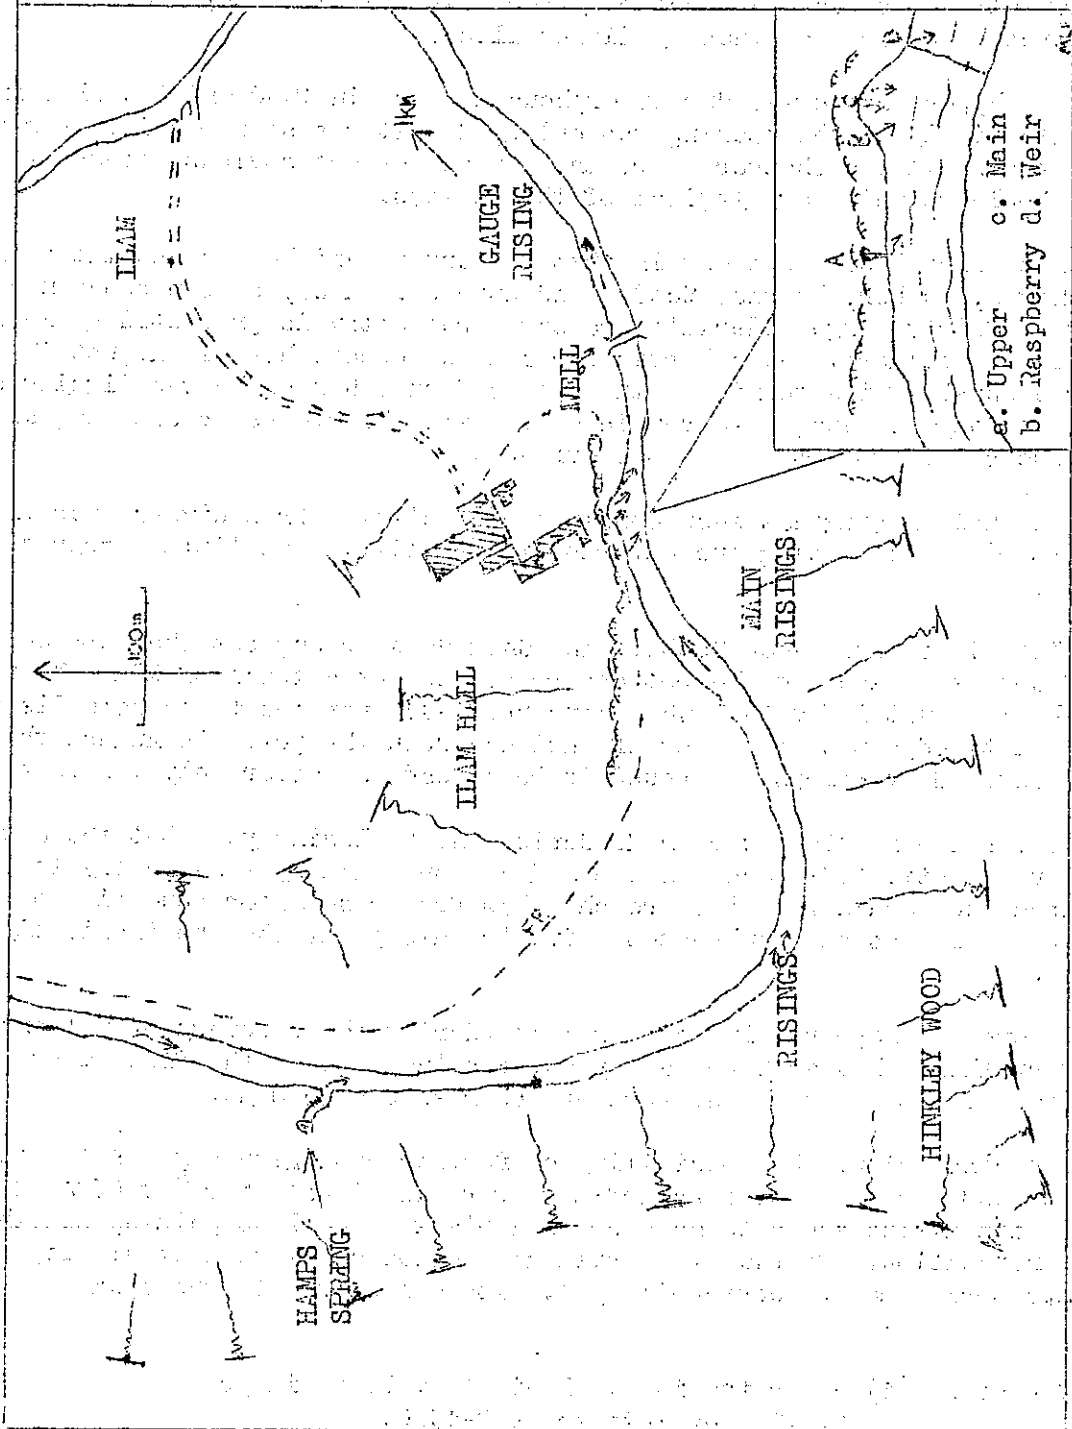 ILAM
1km
GAUGE
RISING
WELL
100m
ILAM HALL
MAIN
RISINGS
FP
RISINGS
HAMPS
SPRING
HINKLEY WOOD
A
a. Upper c. Main
b. Raspberry d. Weir